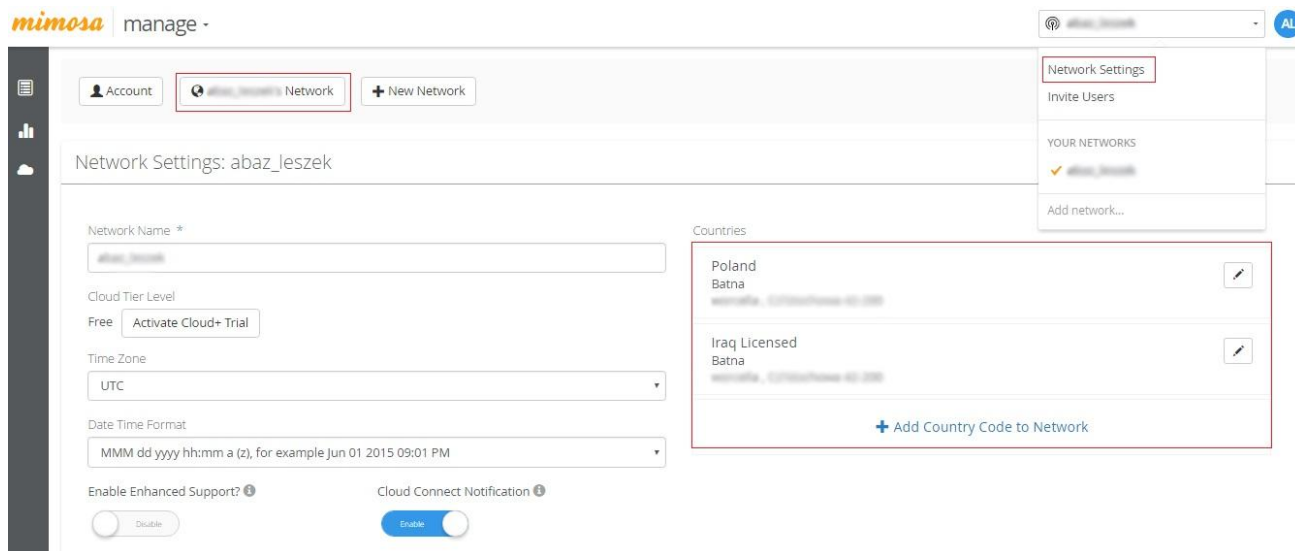 mimosa manage
AL
Network Settings
Invite Users
YOUR NETWORKS
Add network...
Account
Network
New Network
Network Settings: abaz_leszek
Network Name *
Cloud Tier Level
Free Activate Cloud+ Trial
Time Zone
UTC
Date Time Format
MMM dd yyyy hh:mm a (z), for example Jun 01 2015 09:01 PM
Enable Enhanced Support?
Disable
Cloud Connect Notification
Enable
Countries
Poland
Batna
Iraq Licensed
Batna
Add Country Code to Network